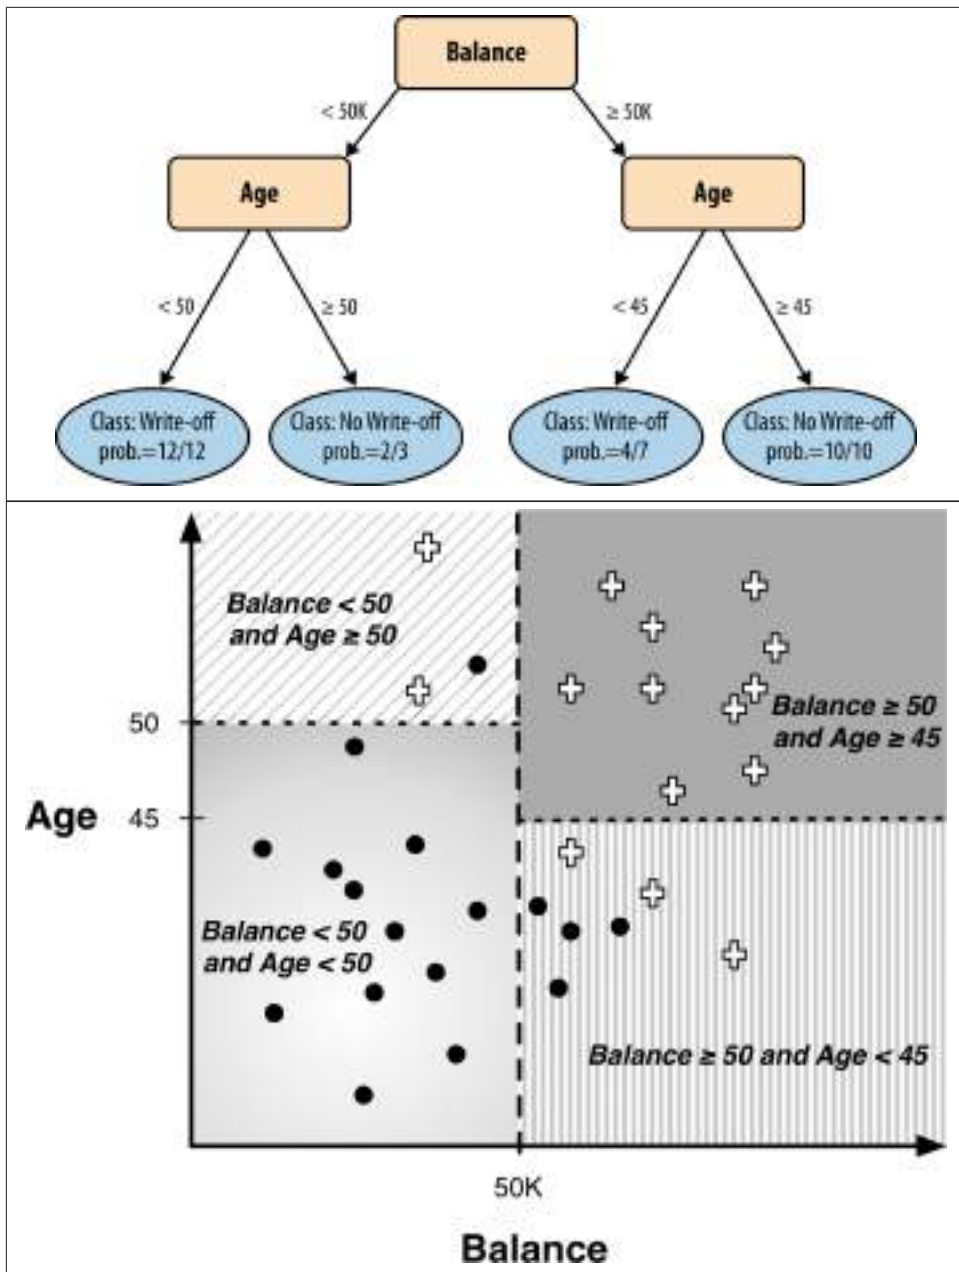 Balance
< 50K
≥ 50K
Age
Age
< 50
≥ 50
< 45
≥ 45
Class: Write-off
prob.=12/12
Class: No Write-off
prob.=2/3
Class: Write-off
prob.=4/7
Class: No Write-off
prob.=10/10
Balance < 50
and Age ≥ 50
Balance ≥ 50
and Age ≥ 45
50
Age
45
Balance < 50
and Age < 50
Balance ≥ 50 and Age < 45
50K
Balance